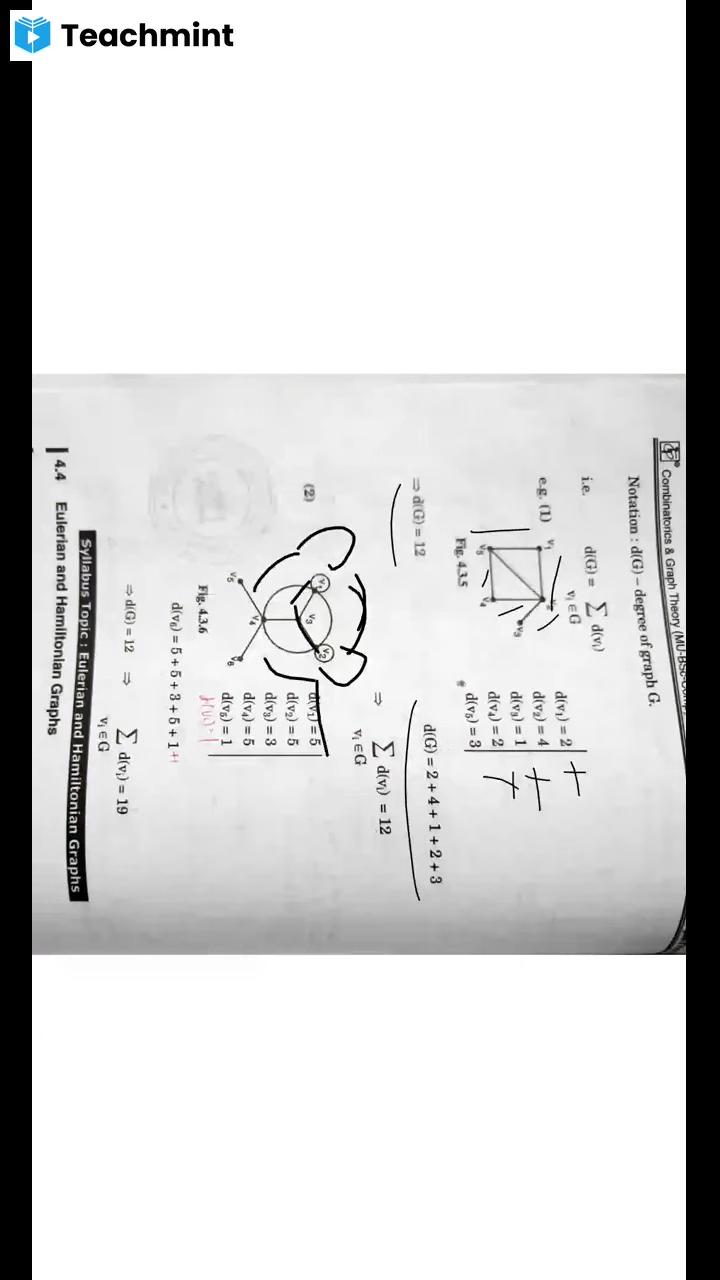 Teachmint
Combinatorics & Graph Theory (MU-BSc-Comp
Notation : d(G) – degree of graph G.
i.e. d(G) = ∑ d(vᵢ)
vᵢ ∈ G
e.g. (1)
v₁
v₂
v₃
v₄
v₅
Fig. 4.3.5
d(v₁) = 2
d(v₂) = 4
d(v₃) = 1
d(v₄) = 2
d(v₅) = 3
d(G) = 2 + 4 + 1 + 2 + 3
⇒ d(G) = 12 ⇒ ∑ d(vᵢ) = 12
vᵢ ∈ G
(2)
v₁
v₂
v₃
v₄
v₅
v₆
Fig. 4.3.6
d(v₁) = 5
d(v₂) = 5
d(v₃) = 3
d(v₄) = 5
d(v₅) = 1
d(v₆) = 5 + 5 + 3 + 5 + 1 +1
⇒ d(G) = 12 ⇒ ∑ d(vᵢ) = 19
vᵢ ∈ G
Syllabus Topic : Eulerian and Hamiltonian Graphs
4.4 Eulerian and Hamiltonian Graphs